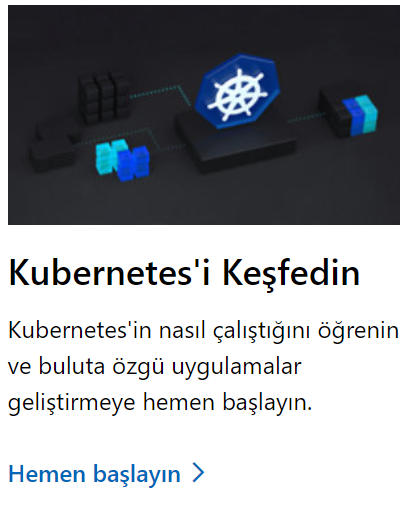 Kubernetes'i Keşfedin
Kubernetes'in nasıl çalıştığını öğrenin
ve buluta özgü uygulamalar
geliştirmeye hemen başlayın.
Hemen başlayın